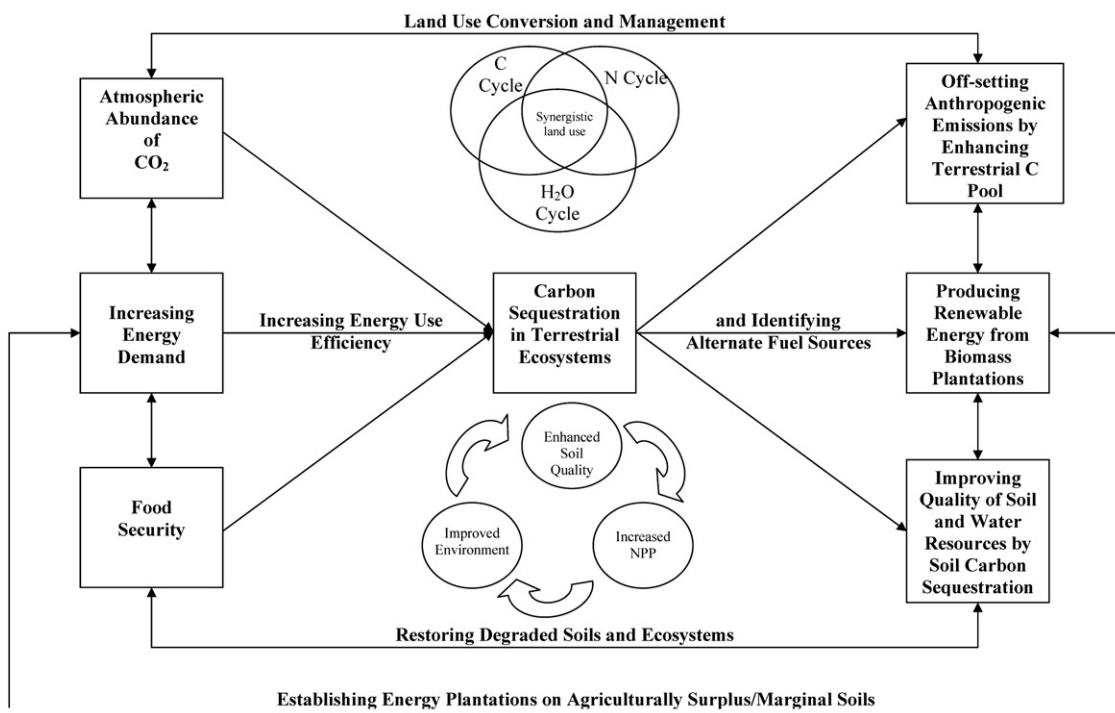 Land Use Conversion and Management
Atmospheric
Abundance
of
CO₂
C
Cycle
N Cycle
Synergistic
land use
H₂O
Cycle
Off-setting
Anthropogenic
Emissions by
Enhancing
Terrestrial C
Pool
Increasing
Energy
Demand
Increasing Energy Use
Efficiency
Carbon
Sequestration
in Terrestrial
Ecosystems
and Identifying
Alternate Fuel Sources
Producing
Renewable
Energy from
Biomass
Plantations
Food
Security
Enhanced
Soil
Quality
Improved
Environment
Increased
NPP
Improving
Quality of Soil
and Water
Resources by
Soil Carbon
Sequestration
Restoring Degraded Soils and Ecosystems
Establishing Energy Plantations on Agriculturally Surplus/Marginal Soils